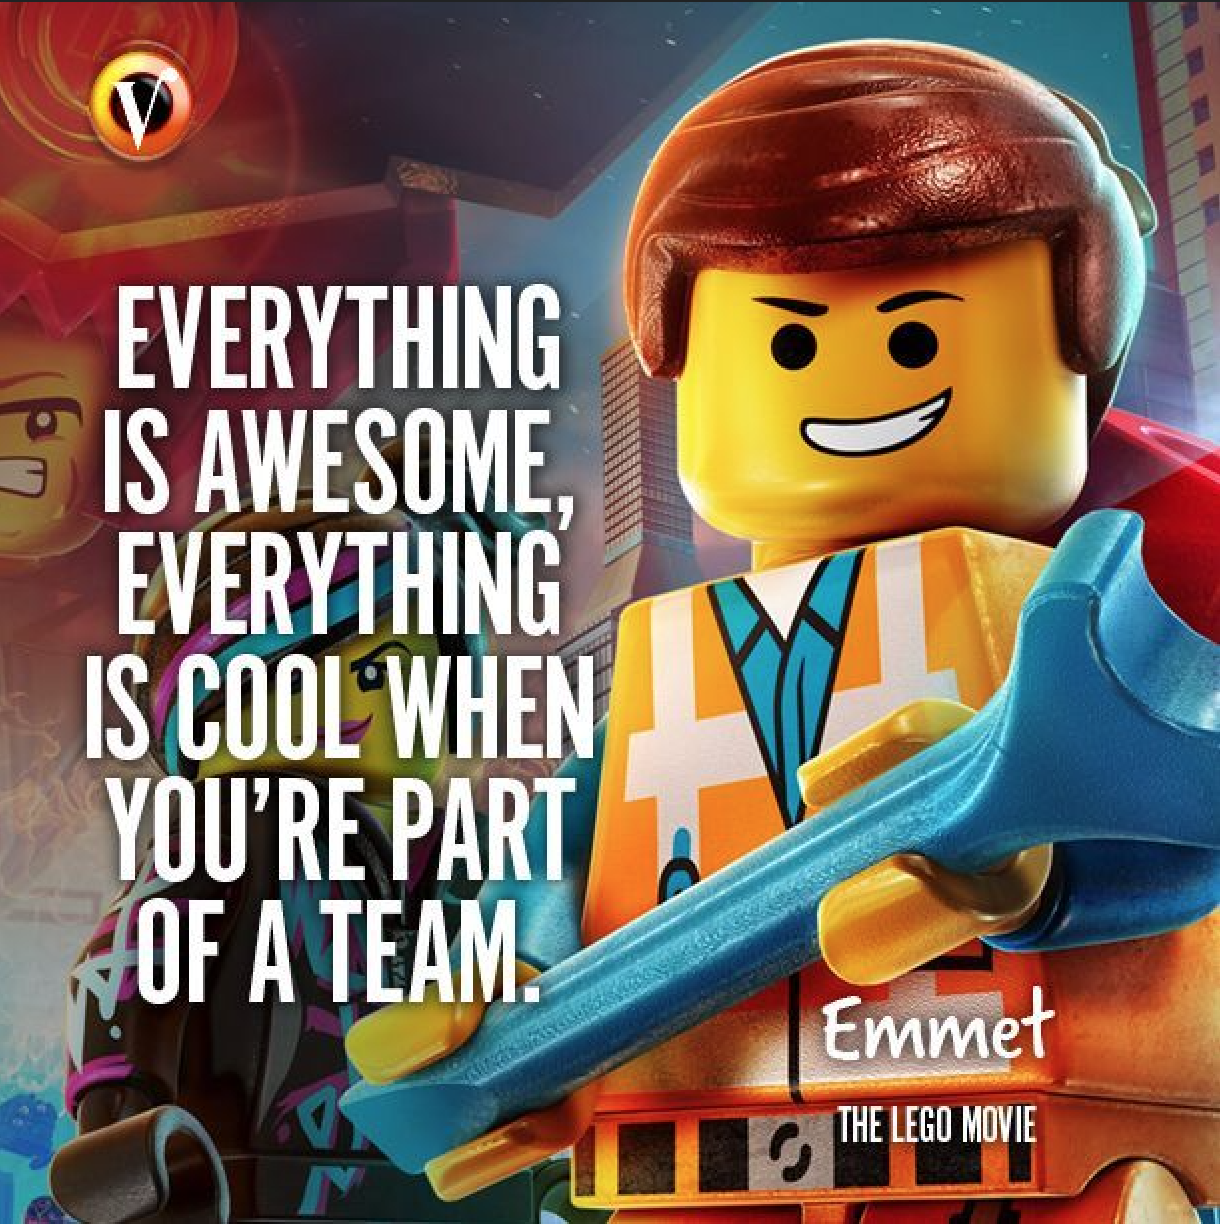 V
EVERYTHING
IS AWESOME,
EVERYTHING
IS COOL WHEN
YOU'RE PART
OF A TEAM.
Emmet
THE LEGO MOVIE